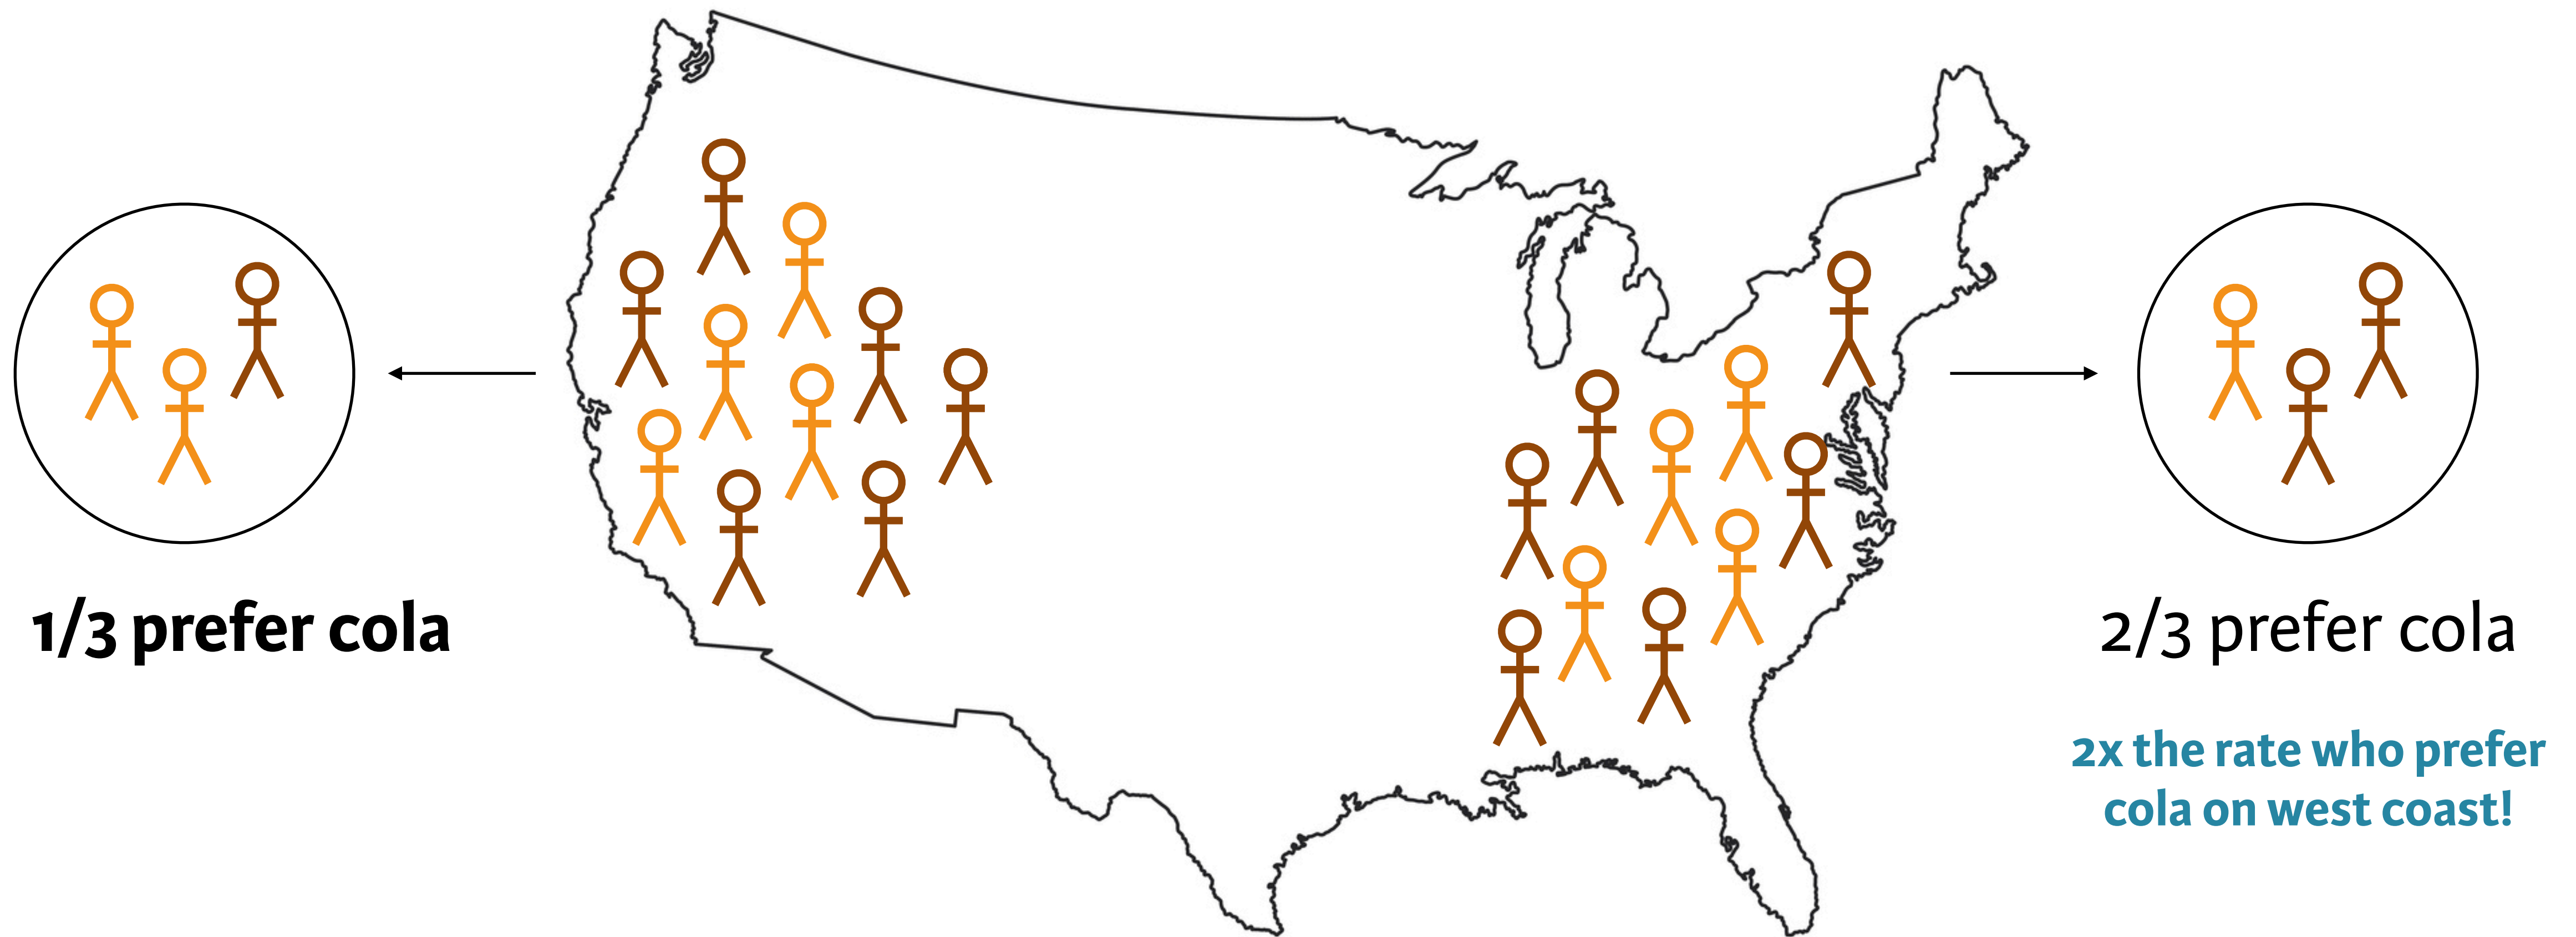 1/3 prefer cola
2/3 prefer cola
2x the rate who prefer
cola on west coast!